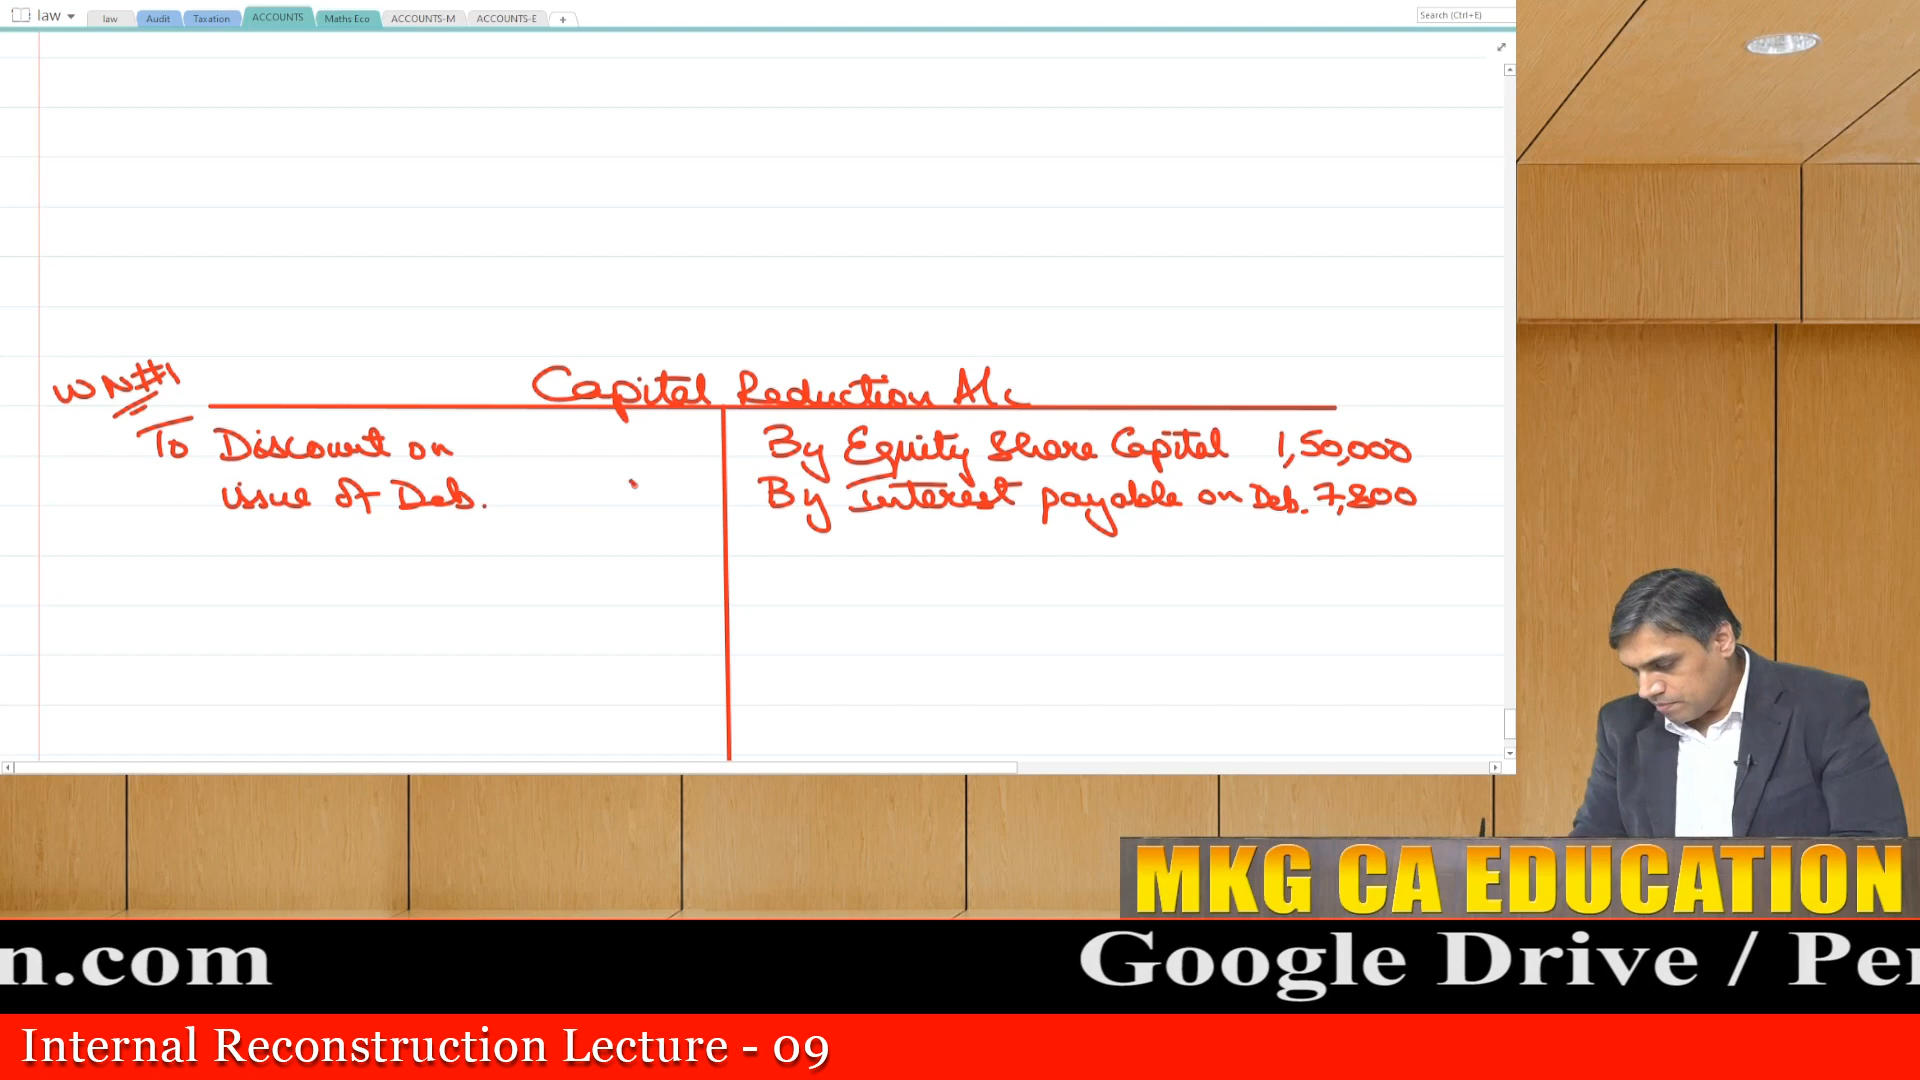 law
law Audit Taxation ACCOUNTS Maths Eco ACCOUNTS-M ACCOUNTS-E +
Search (Ctrl+E)
WN#1
Capital Reduction A/c
To Discount on
issue of Deb.
By Equity Share Capital 1,50,000
By Interest payable on Deb. 7,800
MKG CA EDUCATION
n.com
Google Drive / Pe
Internal Reconstruction Lecture - 09